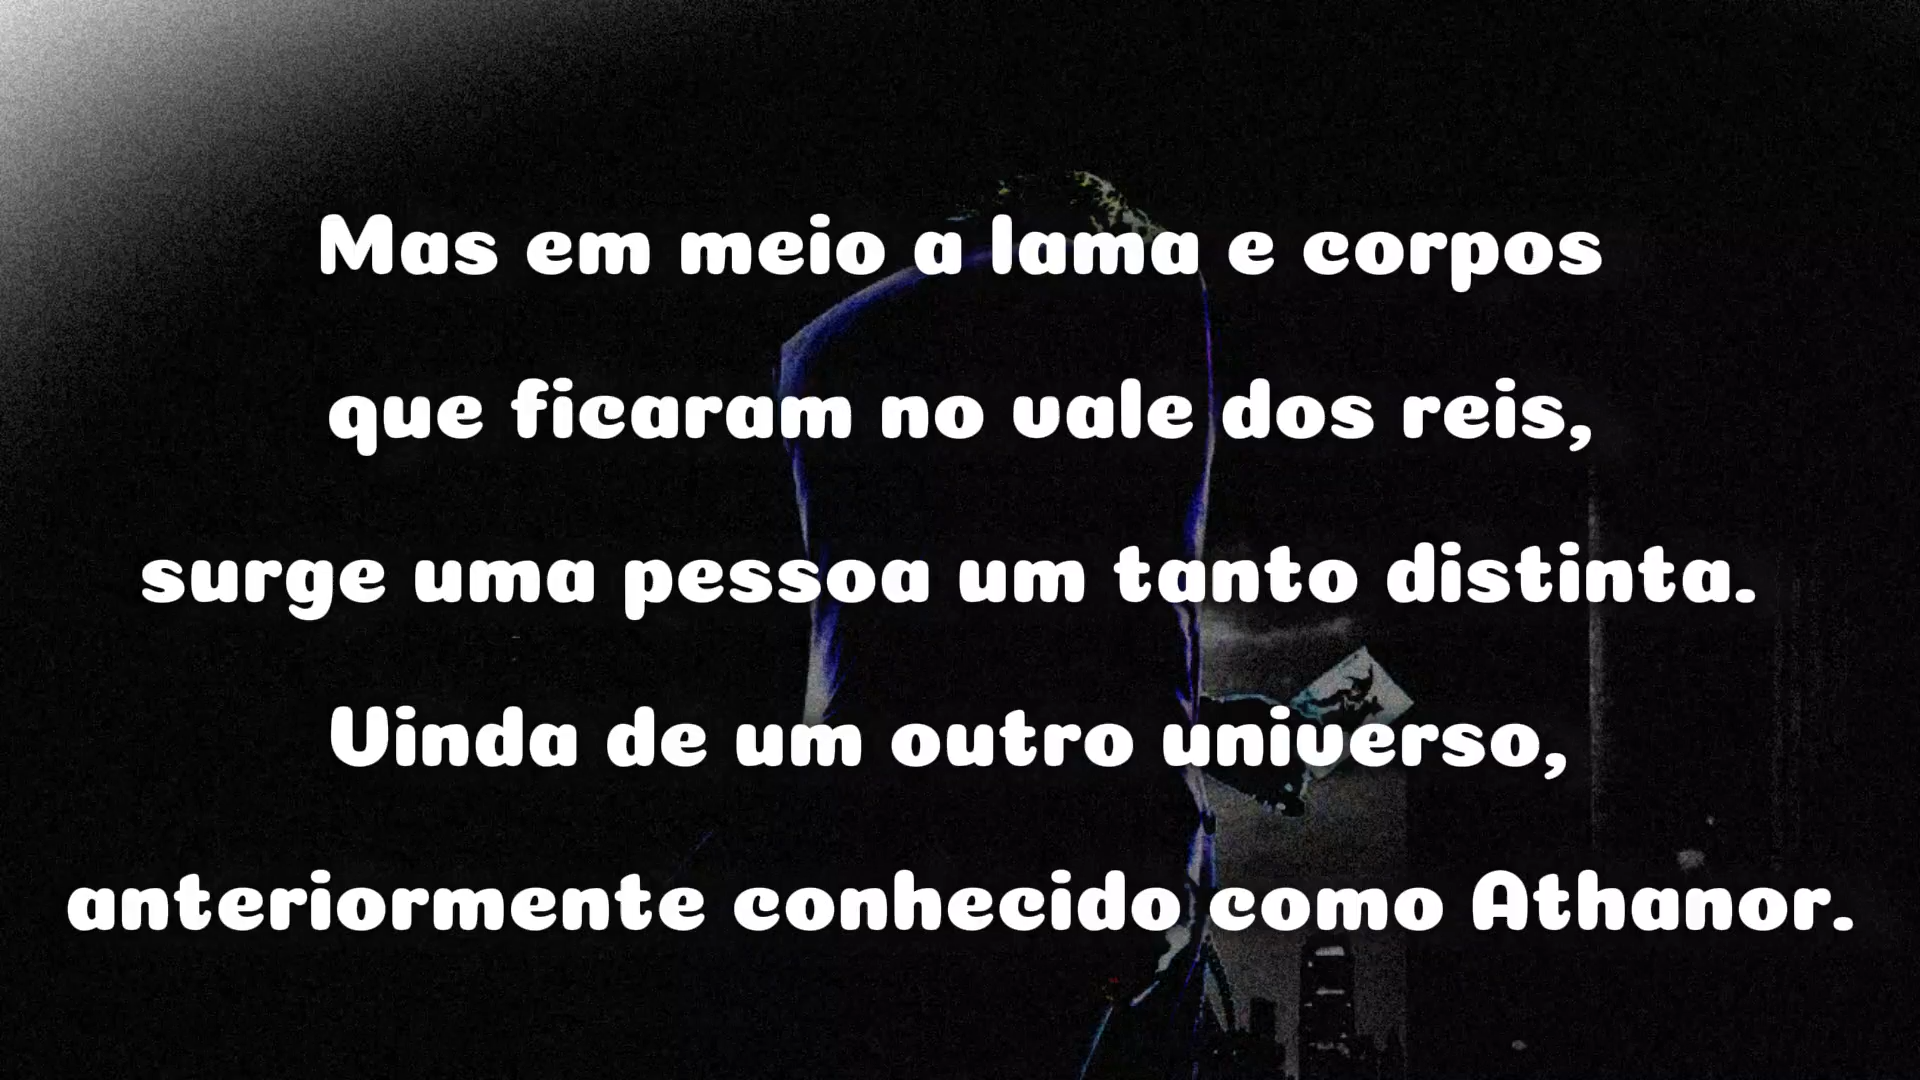 Mas em meio a lama e corpos
que ficaram no vale dos reis,
surge uma pessoa um tanto distinta.
Vinda de um outro universo,
anteriormente conhecido como Athanor.